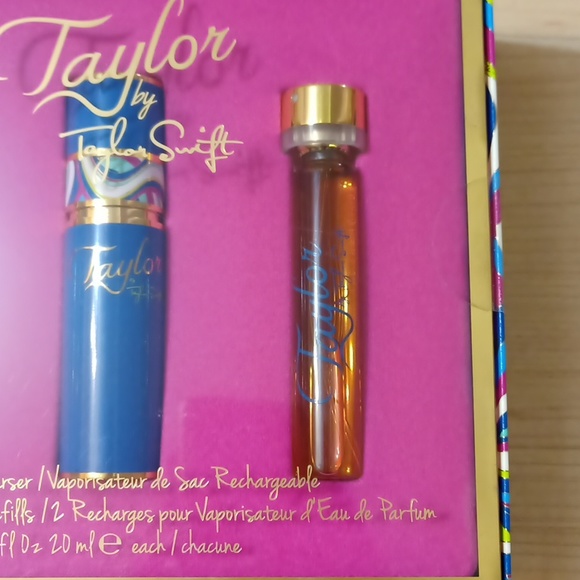 Taylor
by
Taylor Swift
Taylor
Taylor
rser / Vaporisateur de Sac Rechargeable
fills / 2 Recharges pour Vaporisateur d'Eau de Parfum
fl Oz 20 ml e each / chacune